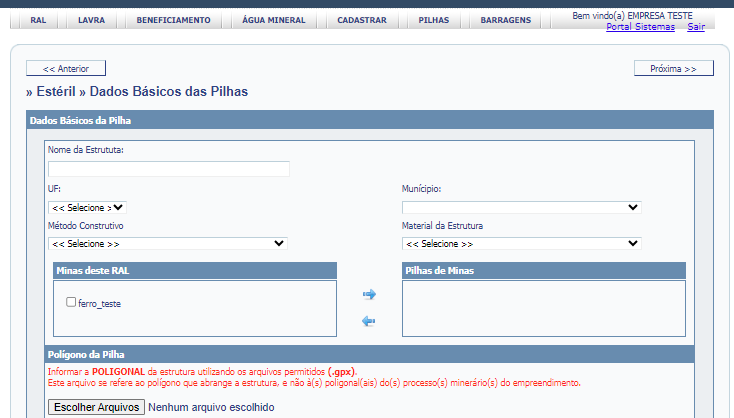 RAL LAVRA BENEFICIAMENTO ÁGUA MINERAL CADASTRAR PILHAS BARRAGENS
Bem vindo(a) EMPRESA TESTE
Portal Sistemas Sair
<< Anterior Próxima >>
» Estéril » Dados Básicos das Pilhas
Dados Básicos da Pilha
Nome da Estrututa:
UF: Munícipio:
<< Selecione >
Método Construtivo Material da Estrutura
<< Selecione >> << Selecione >>
Minas deste RAL Pilhas de Minas
ferro_teste
Polígono da Pilha
Informar a POLIGONAL da estrutura utilizando os arquivos permitidos (.gpx).
Este arquivo se refere ao polígono que abrange a estrutura, e não à(s) poligonal(ais) do(s) processo(s) minerário(s) do empreendimento.
Escolher Arquivos Nenhum arquivo escolhido